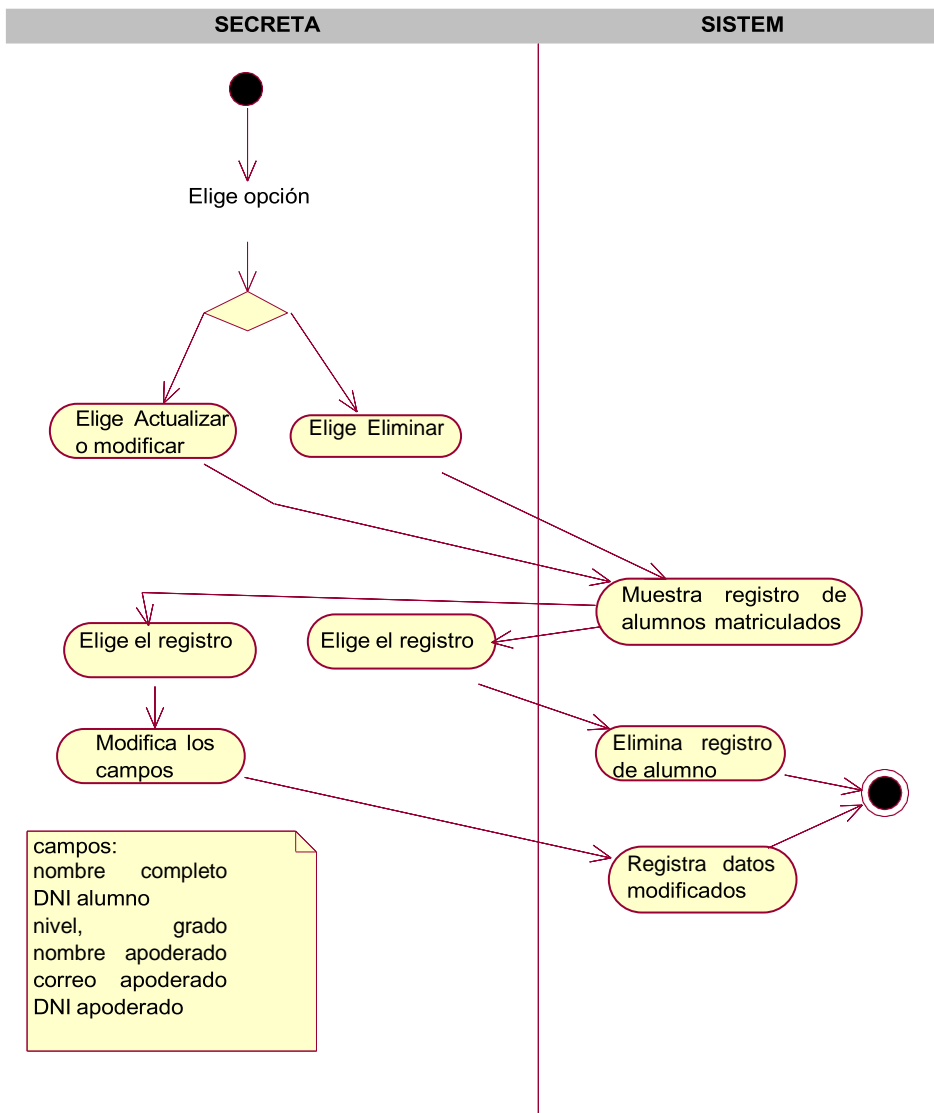 SECRETA
SISTEM
Elige opción
Elige Actualizar
o modificar
Elige Eliminar
Muestra registro de
alumnos matriculados
Elige el registro
Elige el registro
Modifica los
campos
Elimina registro
de alumno
Registra datos
modificados
campos:
nombre completo
DNI alumno
nivel, grado
nombre apoderado
correo apoderado
DNI apoderado